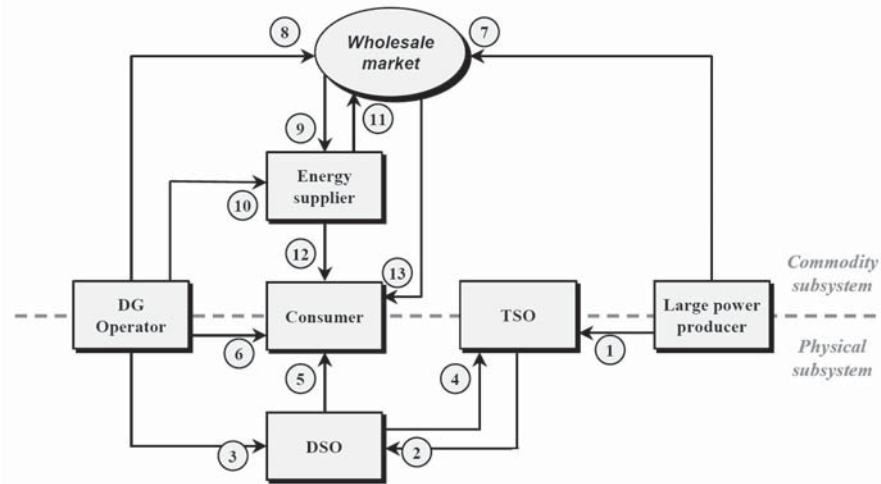 8
Wholesale
market
7
9
11
Energy
supplier
10
12
13
Commodity
subsystem
DG
Operator
Consumer
TSO
Large power
producer
6
1
Physical
subsystem
5
4
3
DSO
2